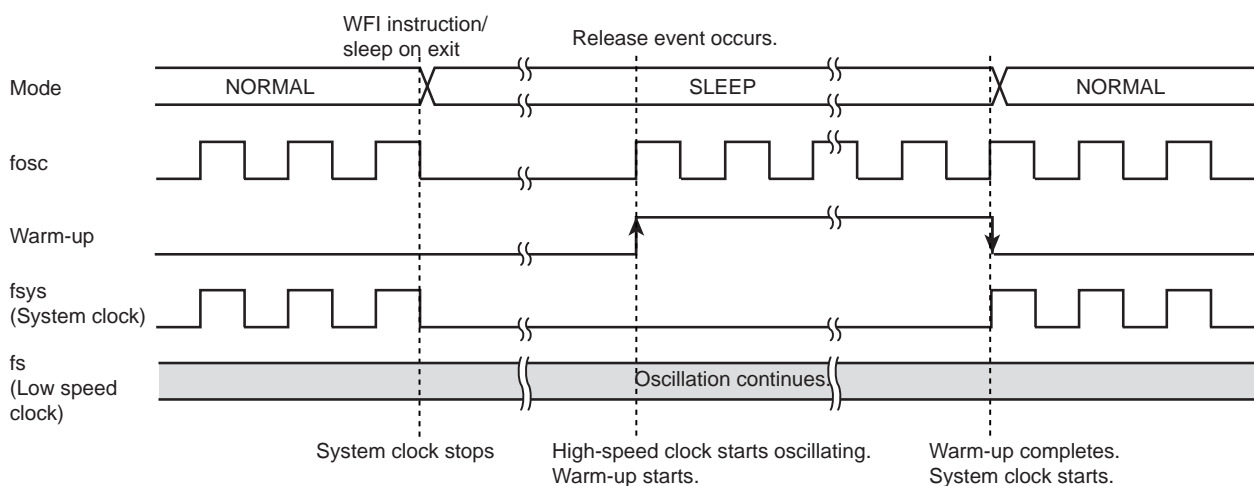 WFI instruction/
sleep on exit
Release event occurs.
Mode
NORMAL
SLEEP
NORMAL
fosc
Warm-up
fsys
(System clock)
fs
(Low speed
clock)
Oscillation continues.
System clock stops
High-speed clock starts oscillating.
Warm-up starts.
Warm-up completes.
System clock starts.